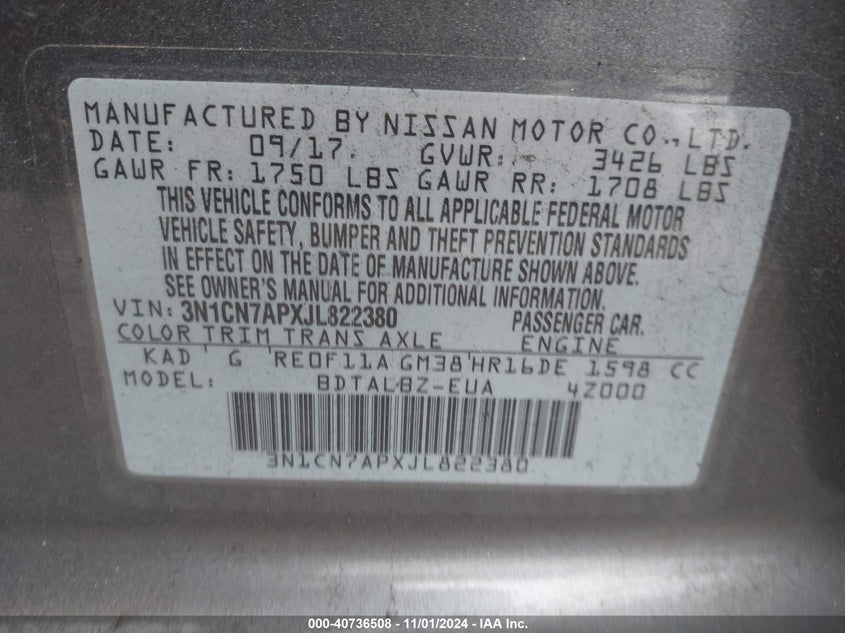 MANUFACTURED BY NISSAN MOTOR CO., LTD.
DATE: 09/17. GVWR: 3426 LBS
GAWR FR: 1750 LBS GAWR RR: 1708 LBS
THIS VEHICLE CONFORMS TO ALL APPLICABLE FEDERAL MOTOR
VEHICLE SAFETY, BUMPER AND THEFT PREVENTION STANDARDS
IN EFFECT ON THE DATE OF MANUFACTURE SHOWN ABOVE.
SEE OWNER'S MANUAL FOR ADDITIONAL INFORMATION.
VIN: 3N1CN7APXJL822380 PASSENGER CAR.
COLOR TRIM TRANS AXLE ENGINE
KAD G RE0F11A GM38 HR16DE 1598 CC
MODEL: BDTALBZ-EUA 4Z000
3N1CN7APXJL822380
000-40736508 - 11/01/2024 - IAA Inc.